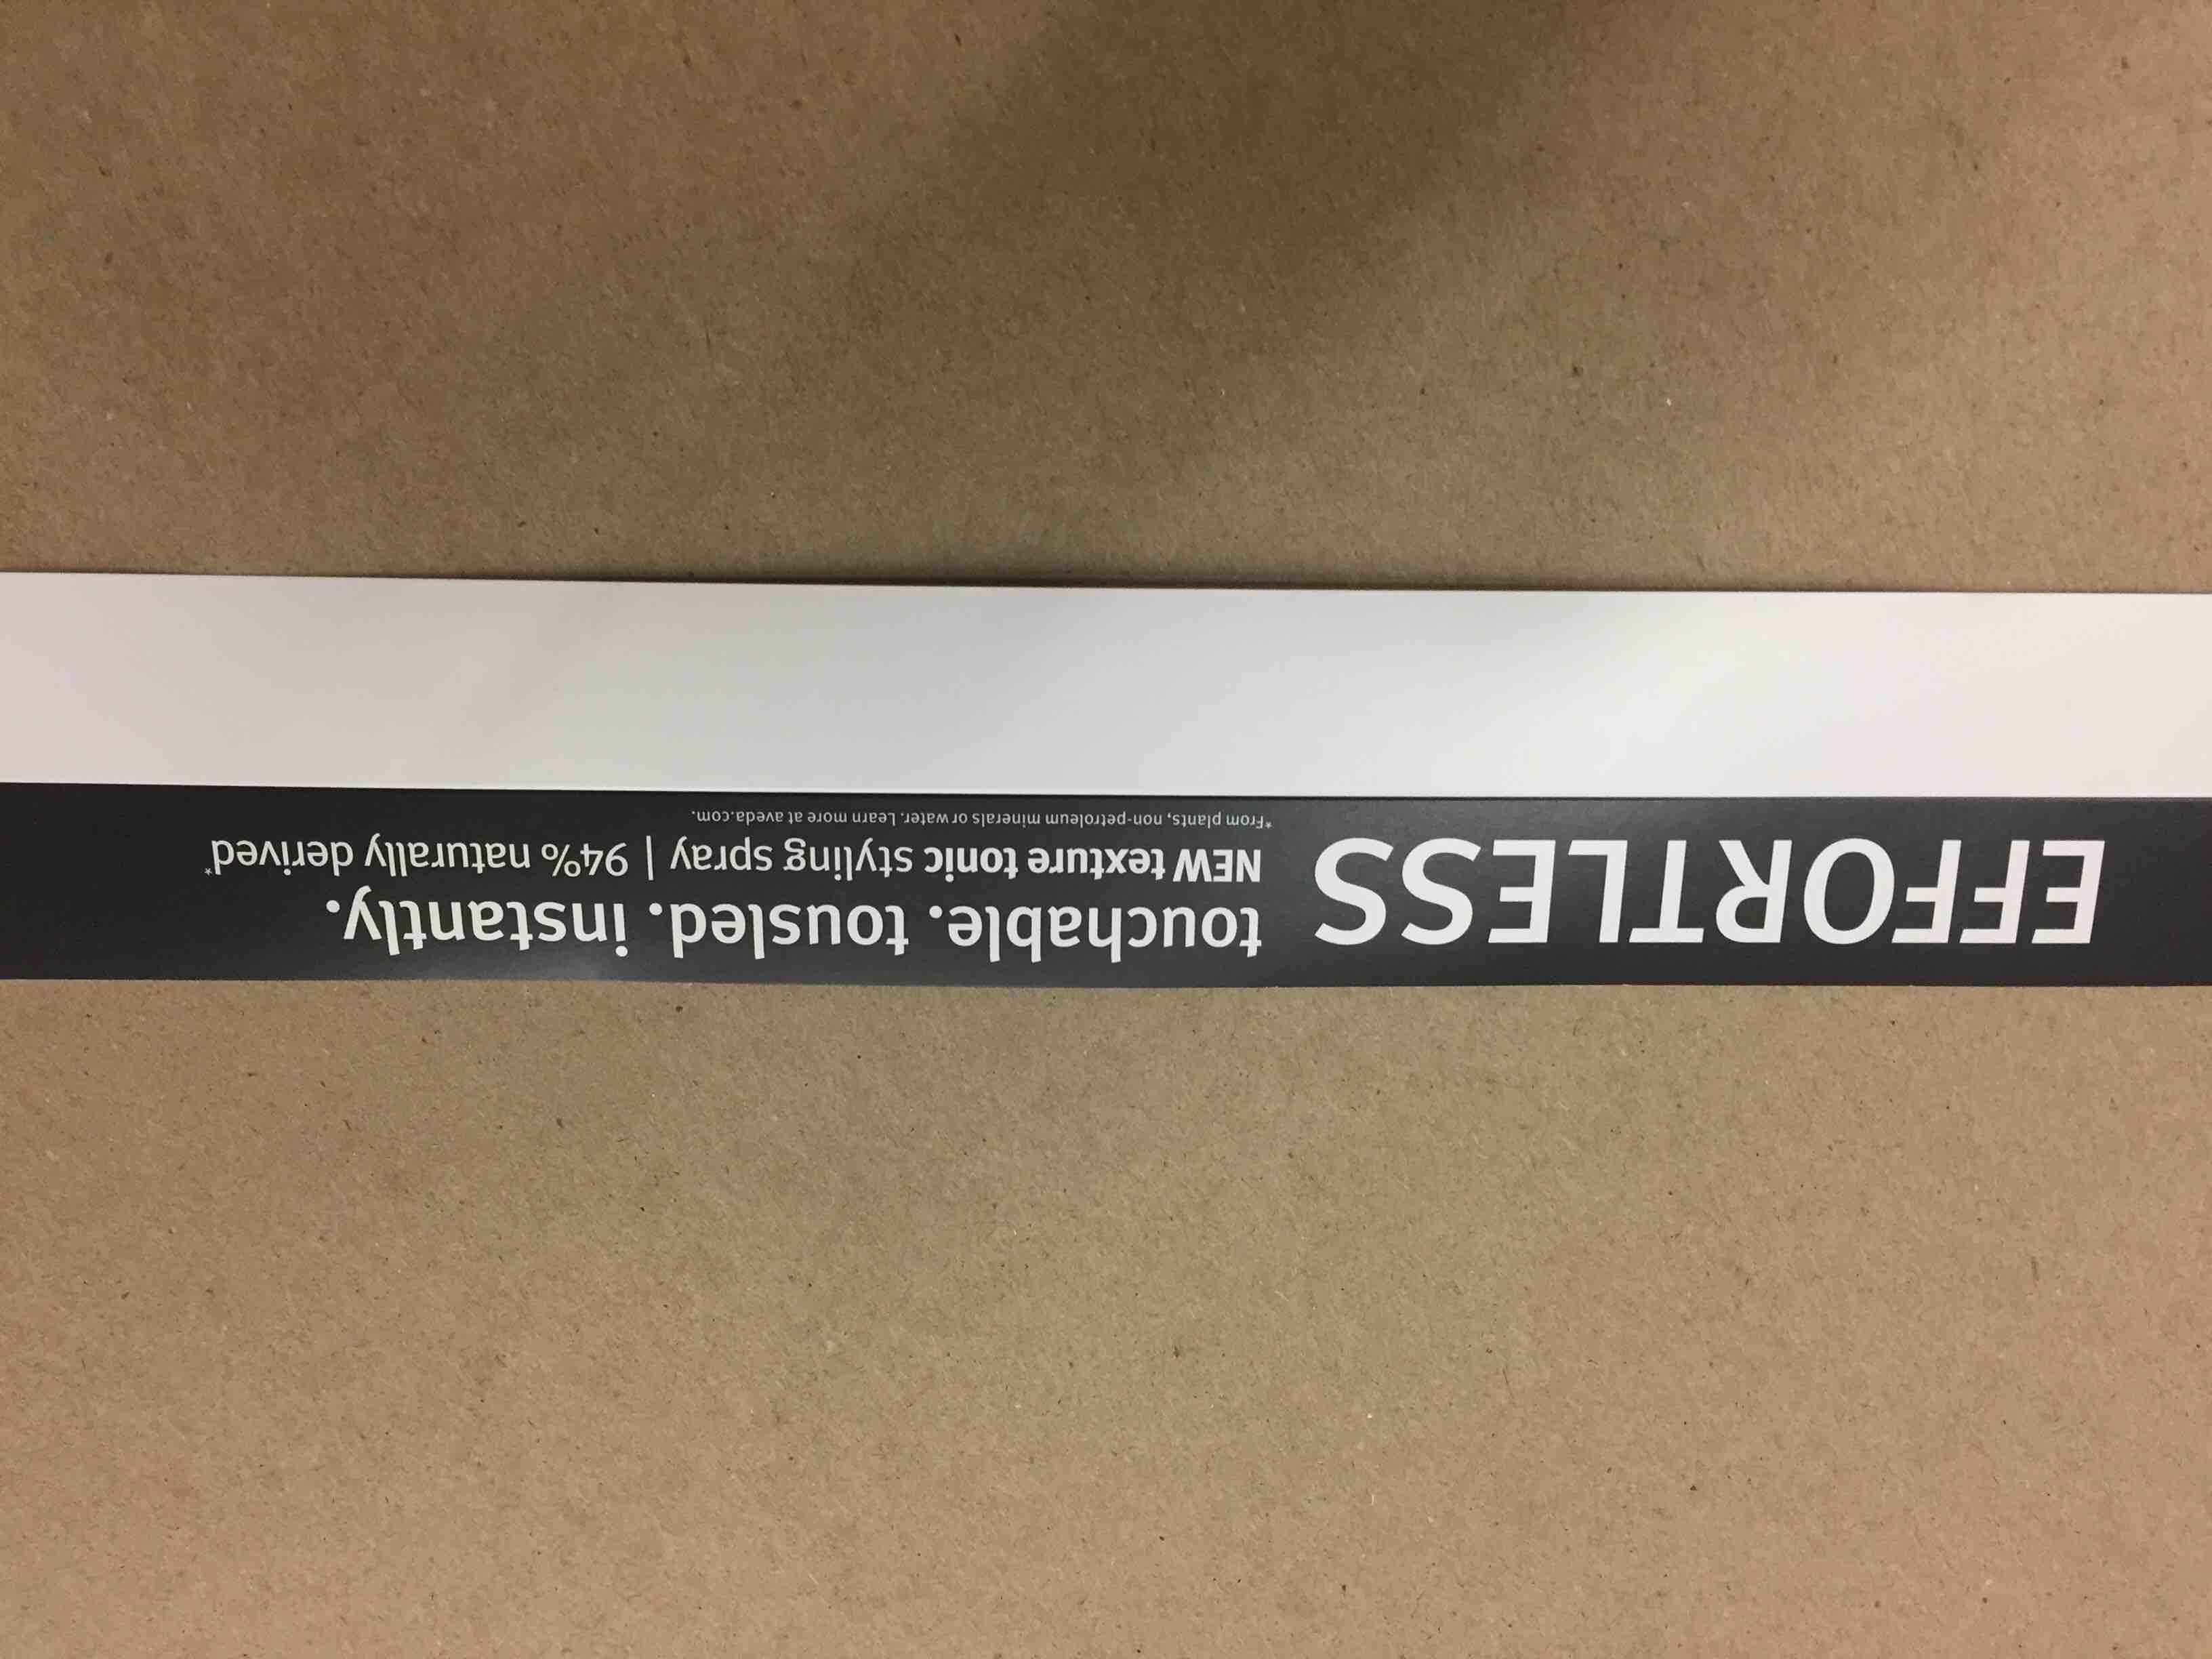 EFFORTLESS
touchable. tousled. instantly.
NEW texture tonic styling spray | 94% naturally derived*
*From plants, non-petroleum minerals or water. Learn more at aveda.com.